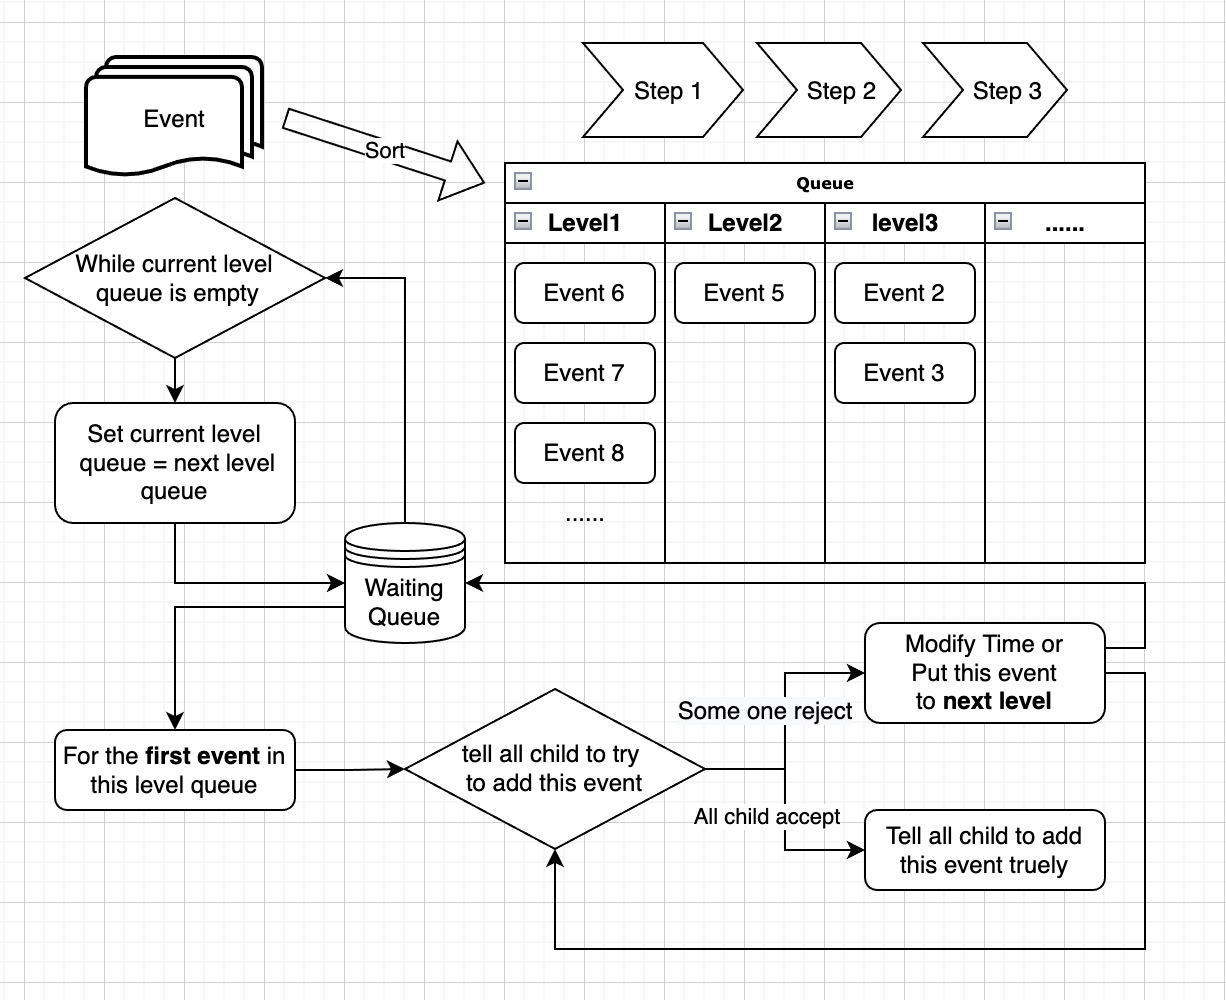 Event
Sort
Step 1
Step 2
Step 3
Queue
Level1
Level2
level3
......
Event 6
Event 5
Event 2
Event 7
Event 3
Event 8
......
While current level
queue is empty
Set current level
queue = next level
queue
Waiting
Queue
For the first event in
this level queue
tell all child to try
to add this event
Some one reject
Modify Time or
Put this event
to next level
All child accept
Tell all child to add
this event truely